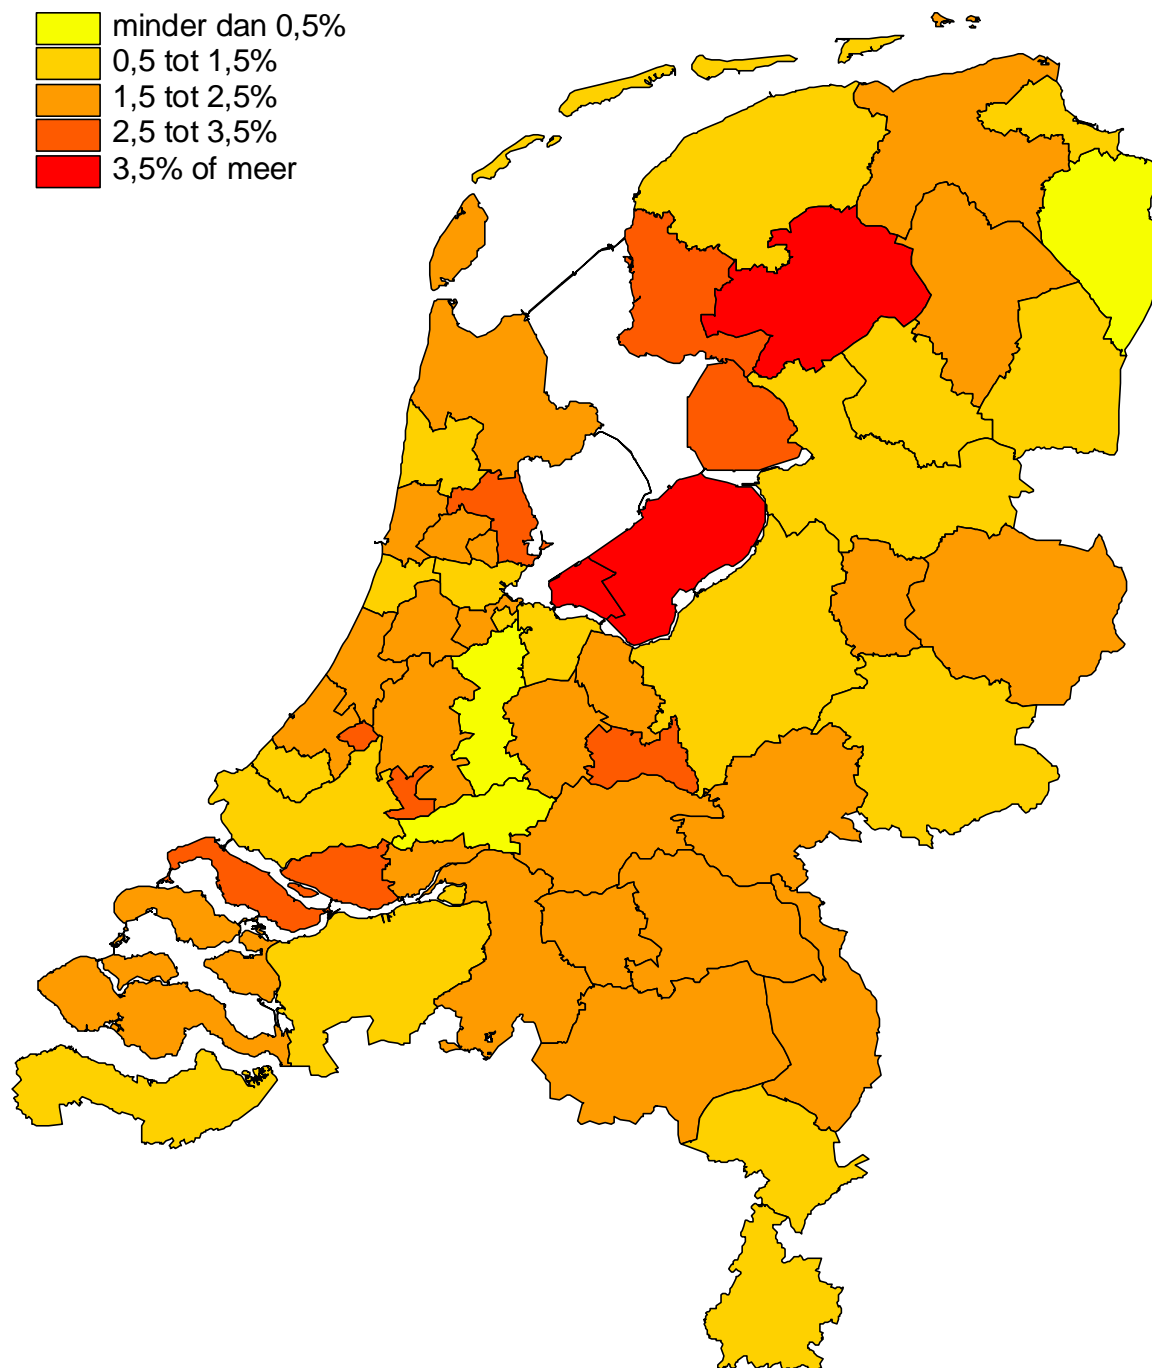 minder dan 0,5%
0,5 tot 1,5%
1,5 tot 2,5%
2,5 tot 3,5%
3,5% of meer